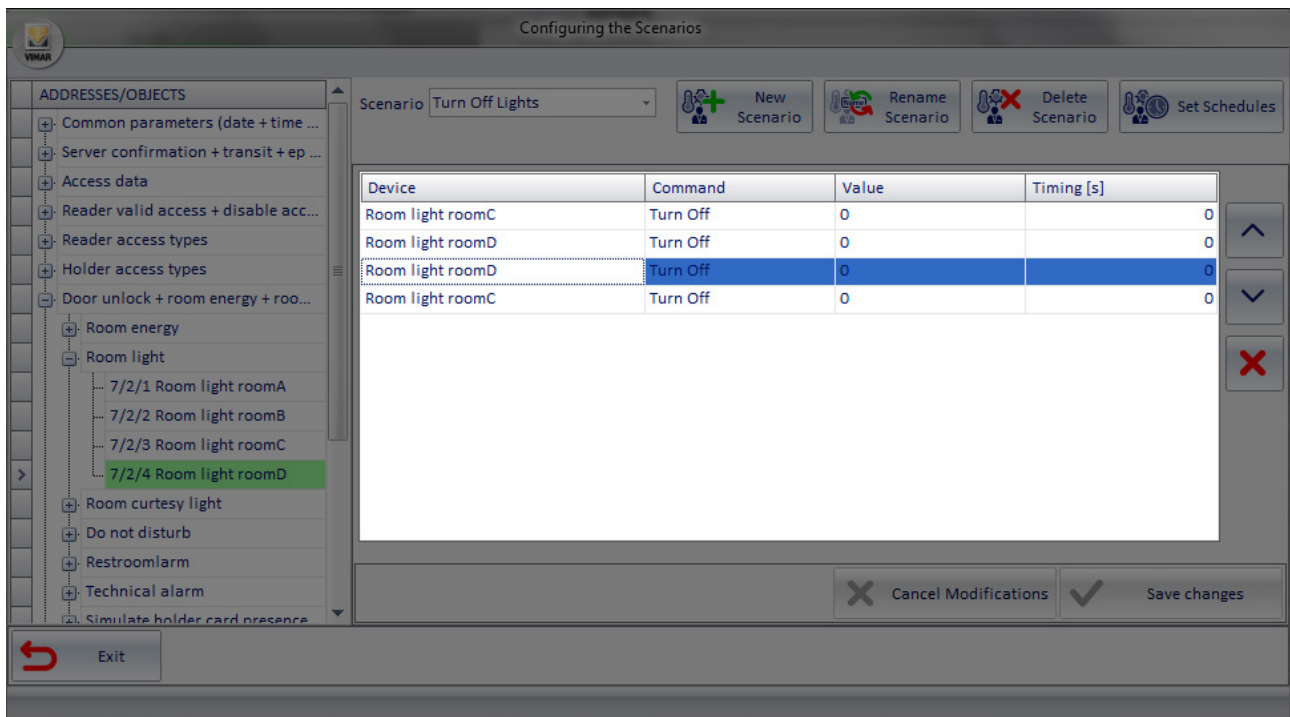 Configuring the Scenarios
VIMAR
ADDRESSES/OBJECTS
Common parameters (date + time ...
Server confirmation + transit + ep ...
Access data
Reader valid access + disable acc...
Reader access types
Holder access types
Door unlock + room energy + roo...
Room energy
Room light
7/2/1 Room light roomA
7/2/2 Room light roomB
7/2/3 Room light roomC
7/2/4 Room light roomD
Room curtesy light
Do not disturb
Restroomlarm
Technical alarm
Simulate holder card presence
Scenario Turn Off Lights
New Scenario
Rename Scenario
Delete Scenario
Set Schedules
Device Command Value Timing [s]
Room light roomC Turn Off 0 0
Room light roomD Turn Off 0 0
Room light roomD Turn Off 0 0
Room light roomC Turn Off 0 0
Cancel Modifications
Save changes
Exit